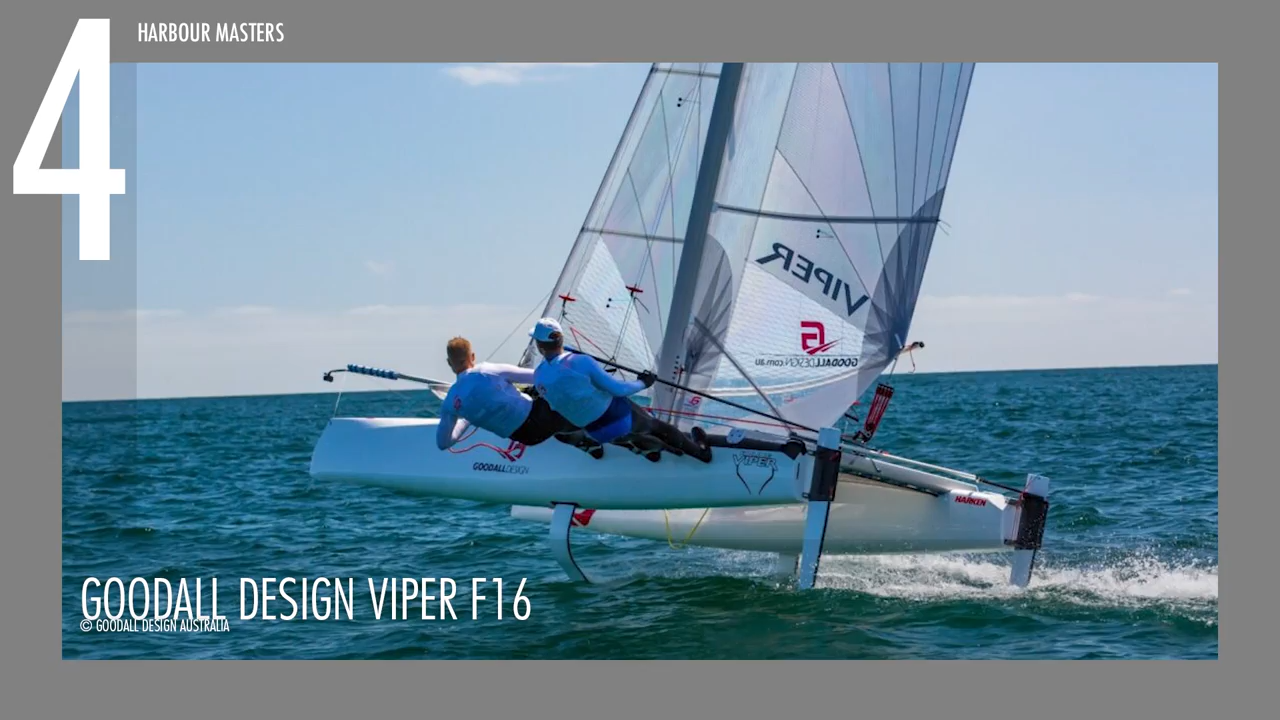 4
HARBOUR MASTERS
VIPER
GOODALLDESIGN.com.au
GOODALLDESIGN
VIPER
HARKEN
GOODALL DESIGN VIPER F16
© GOODALL DESIGN AUSTRALIA